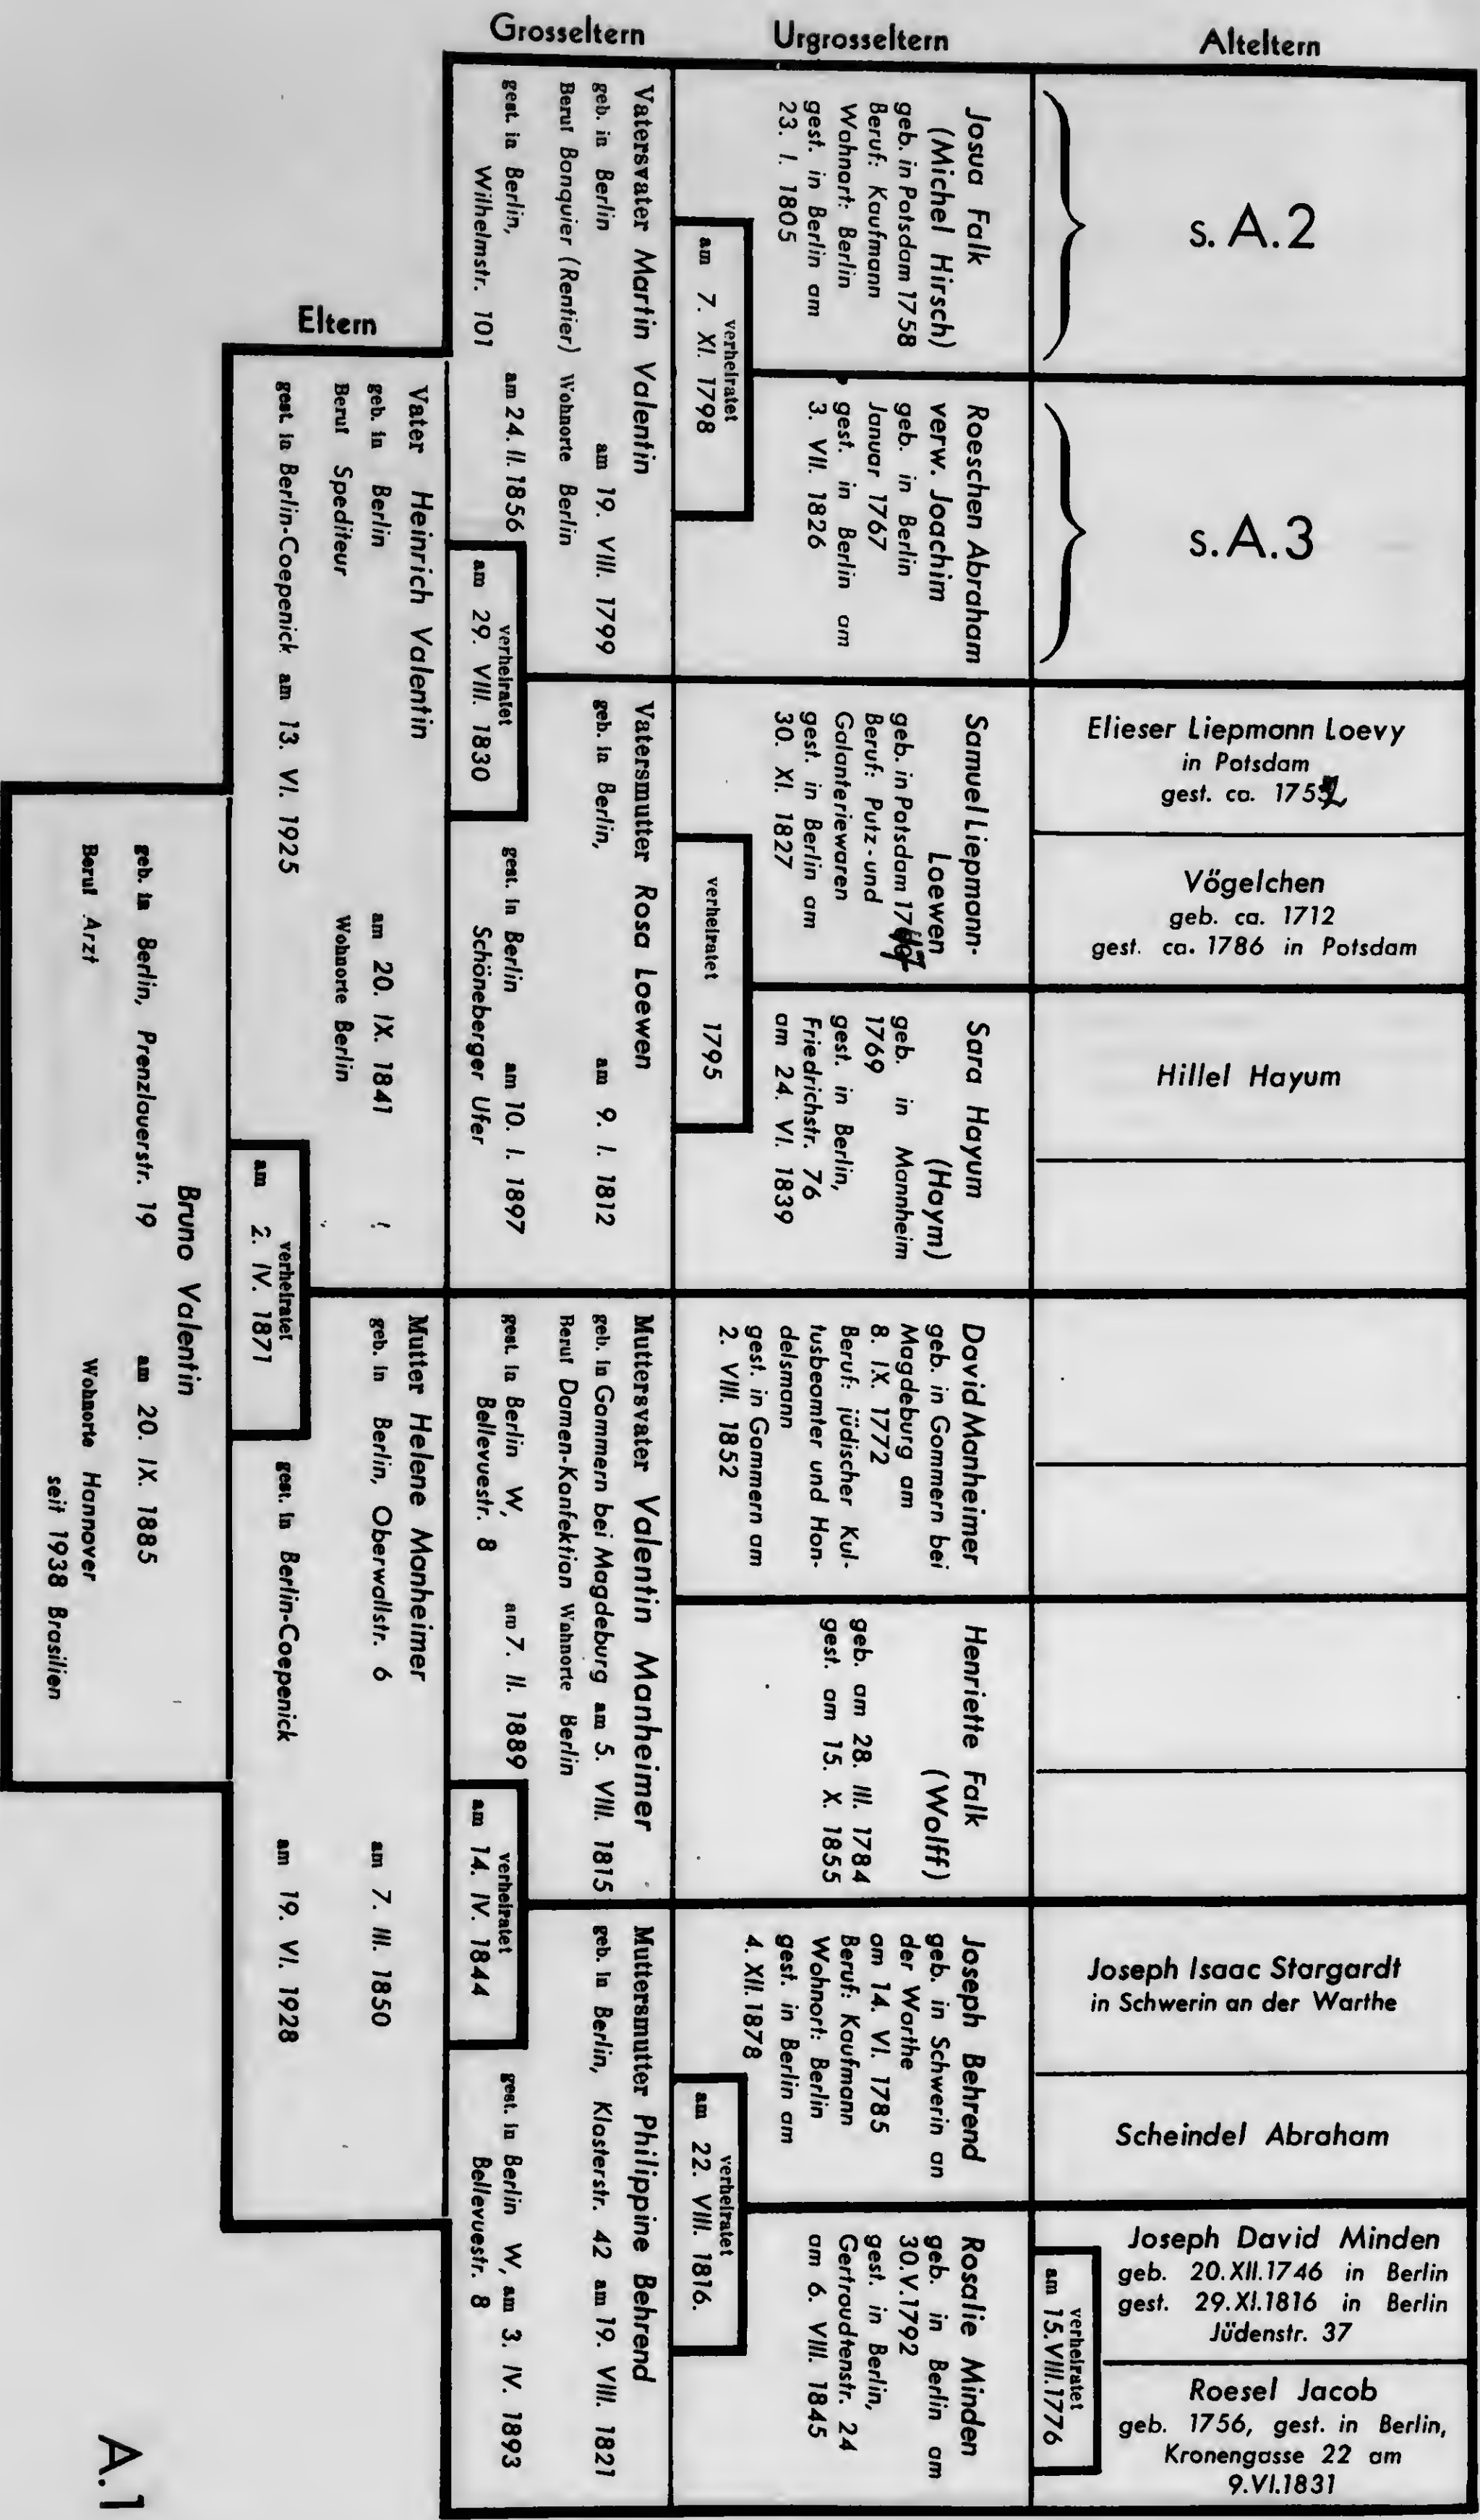 Grosseltern
Urgrosseltern
Alteltern
Eltern
s. A. 2
s. A. 3
Elieser Liepmann Loevy
in Potsdam
gest. ca. 1752
Vögelchen
geb. ca. 1712
gest. ca. 1786 in Potsdam
Hillel Hayum
Joseph Isaac Stargardt
in Schwerin an der Warthe
Scheindel Abraham
Joseph David Minden
geb. 20.XII.1746 in Berlin
gest. 29.XI.1816 in Berlin
Jüdenstr. 37
verheiratet
am 15.VIII.1776
Roesel Jacob
geb. 1756, gest. in Berlin,
Kronengasse 22 am
9.VI.1831
Josua Falk
(Michel Hirsch)
geb. in Potsdam 1758
Beruf: Kaufmann
Wohnort: Berlin
gest. in Berlin am
23. I. 1805
verheiratet
am 7. XI. 1798
Roeschen Abraham
verw. Joachim
geb. in Berlin
Januar 1767
gest. in Berlin am
3. VII. 1826
Samuel Liepmann-
Loewen
geb. in Potsdam
Beruf: Putz- und
Galanteriewaren
gest. in Berlin am
30. XI. 1827
verheiratet 1795
Sara Hayum
(Haym)
geb. in Mannheim
1769
gest. in Berlin,
Friedrichstr. 76
am 24. VI. 1839
David Manheimer
geb. in Gommern bei
Magdeburg am
8. IX. 1772
Beruf: jüdischer Kul-
tusbeamter und Han-
delsmann
gest. in Gommern am
2. VIII. 1852
Henriette Falk
(Wolff)
geb. am 28. III. 1784
gest. am 15. X. 1855
Joseph Behrend
geb. in Schwerin an
der Warthe
am 14. VI. 1785
Beruf: Kaufmann
Wohnort: Berlin
gest. in Berlin am
4. XII. 1878
verheiratet
am 22. VIII. 1816.
Rosalie Minden
geb. in Berlin am
30.V.1792
gest. in Berlin,
Gertraudtenstr. 24
am 6. VIII. 1845
Vatersvater Martin Valentin
geb. in Berlin am 19. VIII. 1799
Beruf Banquier (Rentier) Wohnorte Berlin
gest. in Berlin, am 24. II. 1856
Wilhelmstr. 101
verheiratet
am 29. VIII. 1830
Vatersmutter Rosa Loewen
geb. in Berlin, am 9. I. 1812
gest. in Berlin am 10. I. 1897
Schöneberger Ufer
Muttersvater Valentin Manheimer
geb. in Gommern bei Magdeburg am 5. VIII. 1815
Beruf Damen-Konfektion Wohnorte Berlin
gest. in Berlin W, am 7. II. 1889
Bellevuestr. 8
verheiratet
am 14. IV. 1844
Muttersmutter Philippine Behrend
geb. in Berlin, Klosterstr. 42 am 19. VIII. 1821
gest. in Berlin W, am 3. IV. 1893
Bellevuestr. 8
Vater Heinrich Valentin
geb. in Berlin am 20. IX. 1841
Beruf Spediteur Wohnorte Berlin
gest. in Berlin-Coepenick am 13. VI. 1925
verheiratet
am 2. IV. 1871
Mutter Helene Manheimer
geb. in Berlin, Oberwallstr. 6 am 7. III. 1850
gest. in Berlin-Coepenick am 19. VI. 1928
Bruno Valentin
geb. in Berlin, Prenzlauerstr. 19 am 20. IX. 1885
Beruf Arzt Wohnorte Hannover
seit 1938 Brasilien
A.1